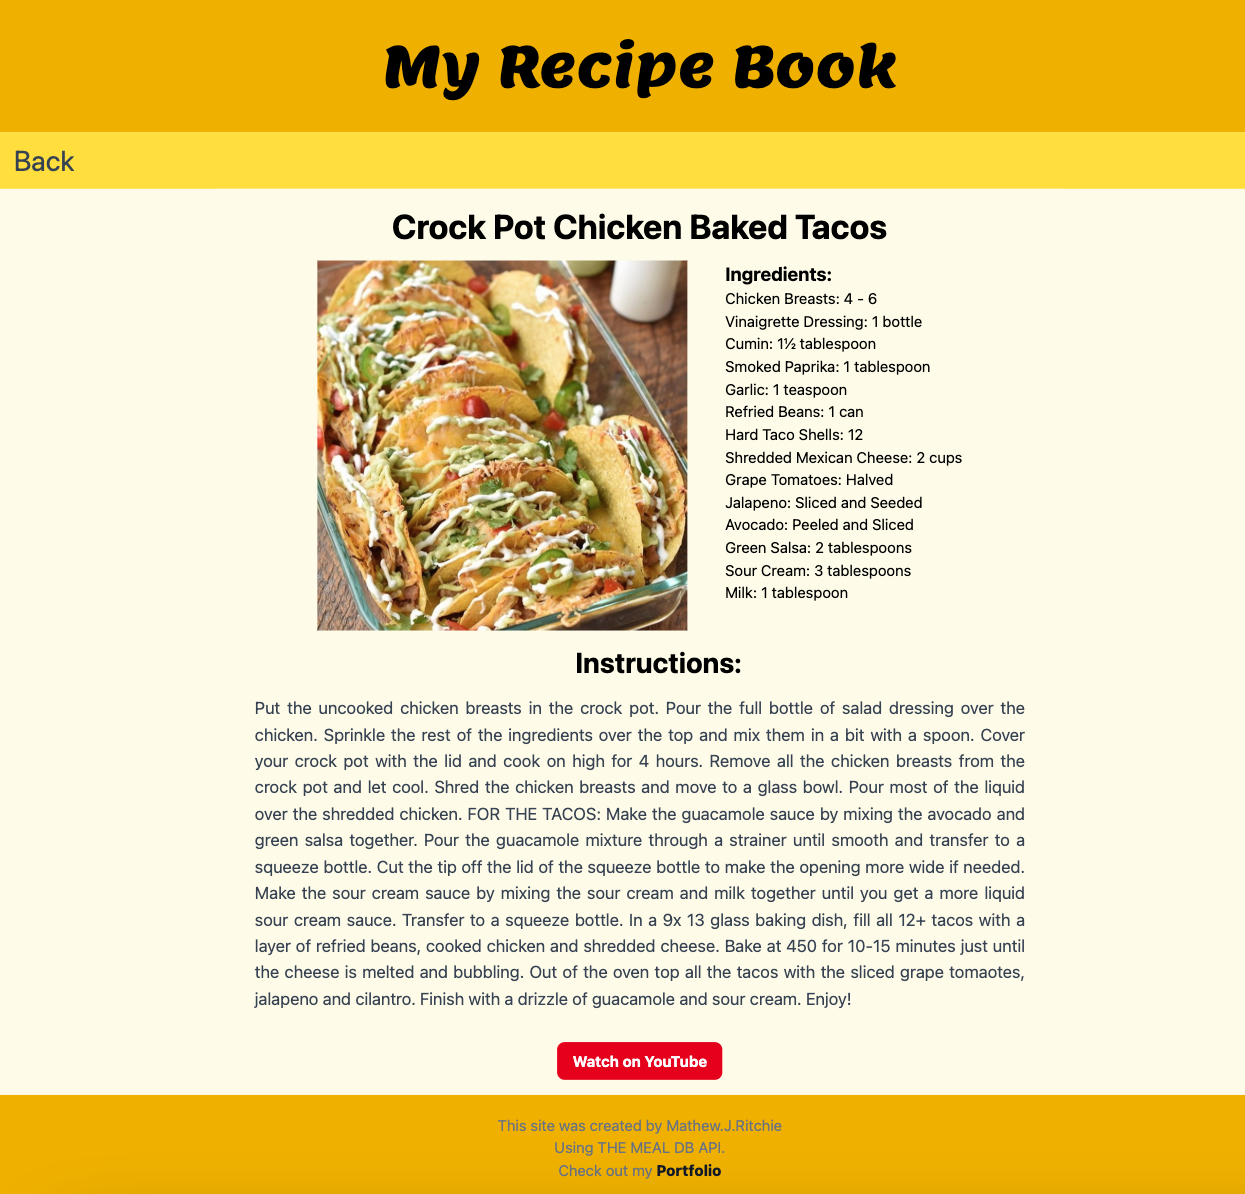 My Recipe Book
Back
Crock Pot Chicken Baked Tacos
Ingredients:
Chicken Breasts: 4 - 6
Vinaigrette Dressing: 1 bottle
Cumin: 1½ tablespoon
Smoked Paprika: 1 tablespoon
Garlic: 1 teaspoon
Refried Beans: 1 can
Hard Taco Shells: 12
Shredded Mexican Cheese: 2 cups
Grape Tomatoes: Halved
Jalapeno: Sliced and Seeded
Avocado: Peeled and Sliced
Green Salsa: 2 tablespoons
Sour Cream: 3 tablespoons
Milk: 1 tablespoon
Instructions:
Put the uncooked chicken breasts in the crock pot. Pour the full bottle of salad dressing over the
chicken. Sprinkle the rest of the ingredients over the top and mix them in a bit with a spoon. Cover
your crock pot with the lid and cook on high for 4 hours. Remove all the chicken breasts from the
crock pot and let cool. Shred the chicken breasts and move to a glass bowl. Pour most of the liquid
over the shredded chicken. FOR THE TACOS: Make the guacamole sauce by mixing the avocado and
green salsa together. Pour the guacamole mixture through a strainer until smooth and transfer to a
squeeze bottle. Cut the tip off the lid of the squeeze bottle to make the opening more wide if needed.
Make the sour cream sauce by mixing the sour cream and milk together until you get a more liquid
sour cream sauce. Transfer to a squeeze bottle. In a 9x 13 glass baking dish, fill all 12+ tacos with a
layer of refried beans, cooked chicken and shredded cheese. Bake at 450 for 10-15 minutes just until
the cheese is melted and bubbling. Out of the oven top all the tacos with the sliced grape tomaotes,
jalapeno and cilantro. Finish with a drizzle of guacamole and sour cream. Enjoy!
Watch on YouTube
This site was created by Mathew.J.Ritchie
Using THE MEAL DB API.
Check out my Portfolio